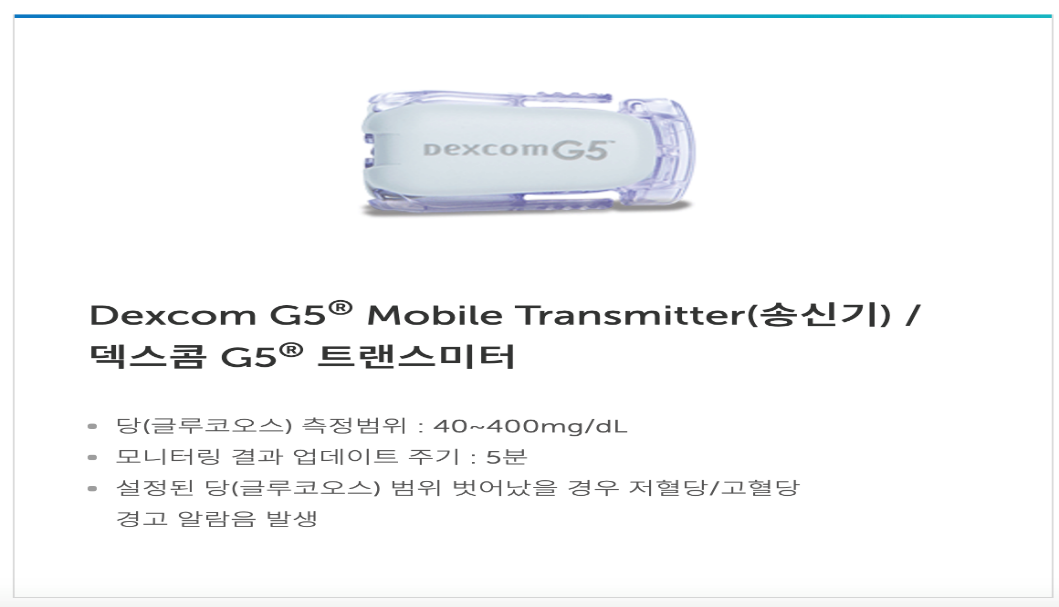 Dexcom G5™
Dexcom G5® Mobile Transmitter(송신기) /
덱스콤 G5® 트랜스미터
• 당(글루코오스) 측정범위 : 40~400mg/dL
• 모니터링 결과 업데이트 주기 : 5분
• 설정된 당(글루코오스) 범위 벗어났을 경우 저혈당/고혈당
경고 알람음 발생